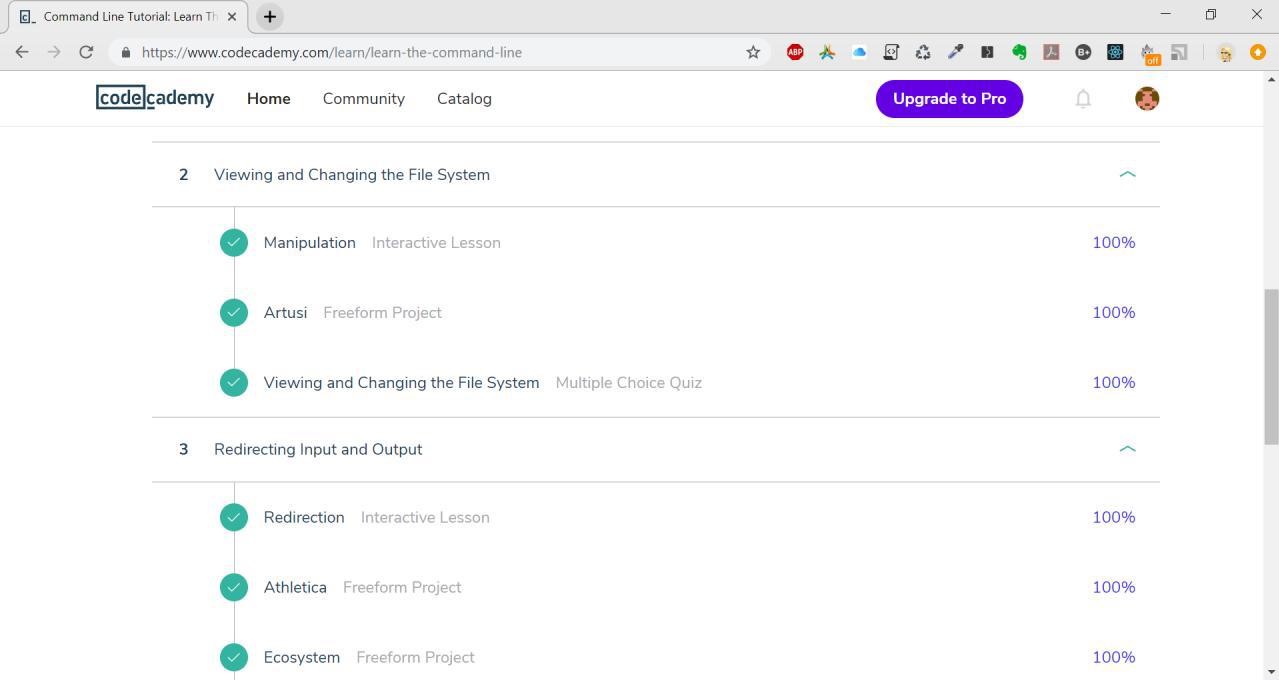 Command Line Tutorial: Learn Th
https://www.codecademy.com/learn/learn-the-command-line
ABP
B+
off
codecademy Home Community Catalog Upgrade to Pro
2 Viewing and Changing the File System
Manipulation Interactive Lesson 100%
Artusi Freeform Project 100%
Viewing and Changing the File System Multiple Choice Quiz 100%
3 Redirecting Input and Output
Redirection Interactive Lesson 100%
Athletica Freeform Project 100%
Ecosystem Freeform Project 100%